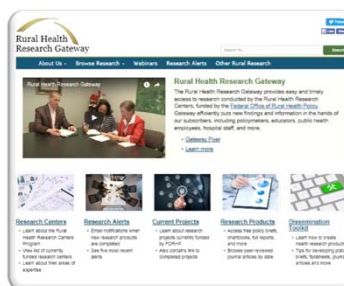 Rural Health
Research Gateway
About Us
Browse Research
Webinars
Research Alerts
Other Rural Research
Rural Health Research Gateway
Rural Health Research Gateway
The Rural Health Research Gateway provides easy and timely
access to research conducted by the Rural Health Research
Centers, funded by the Federal Office of Rural Health Policy.
Gateway efficiently puts new findings and information in the hands of
our subscribers, including policymakers, educators, public health
employees, hospital staff, and more.
Gateway Flyer
Learn more
Research Centers
Learn about the Rural
Health Research Centers
Program
View list of currently
funded research centers
Learn about their areas of
expertise
Research Alerts
Email notifications when
new research products
are completed
See five most recent
alerts
Current Projects
Learn about research
projects currently funded
by FORHP
Also contains link to
completed projects
Research Products
Access free policy briefs,
chartbooks, full reports,
and more
Browse peer-reviewed
journal articles by date
Dissemination
Toolkit
Learn how to create
health research products
Tips for developing policy
briefs, factsheets, journal
articles and more